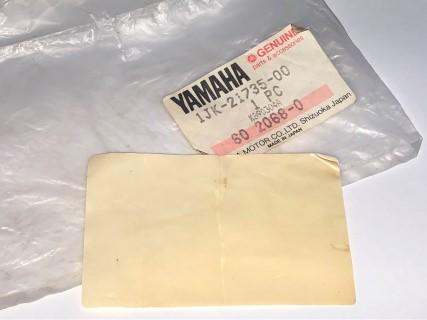 GENUINE
parts & accessories
YAMAHA
1JK-21735-00
1 PC
60 2068-0
MOTOR CO., LTD. Shizuoka Japan
MADE IN JAPAN